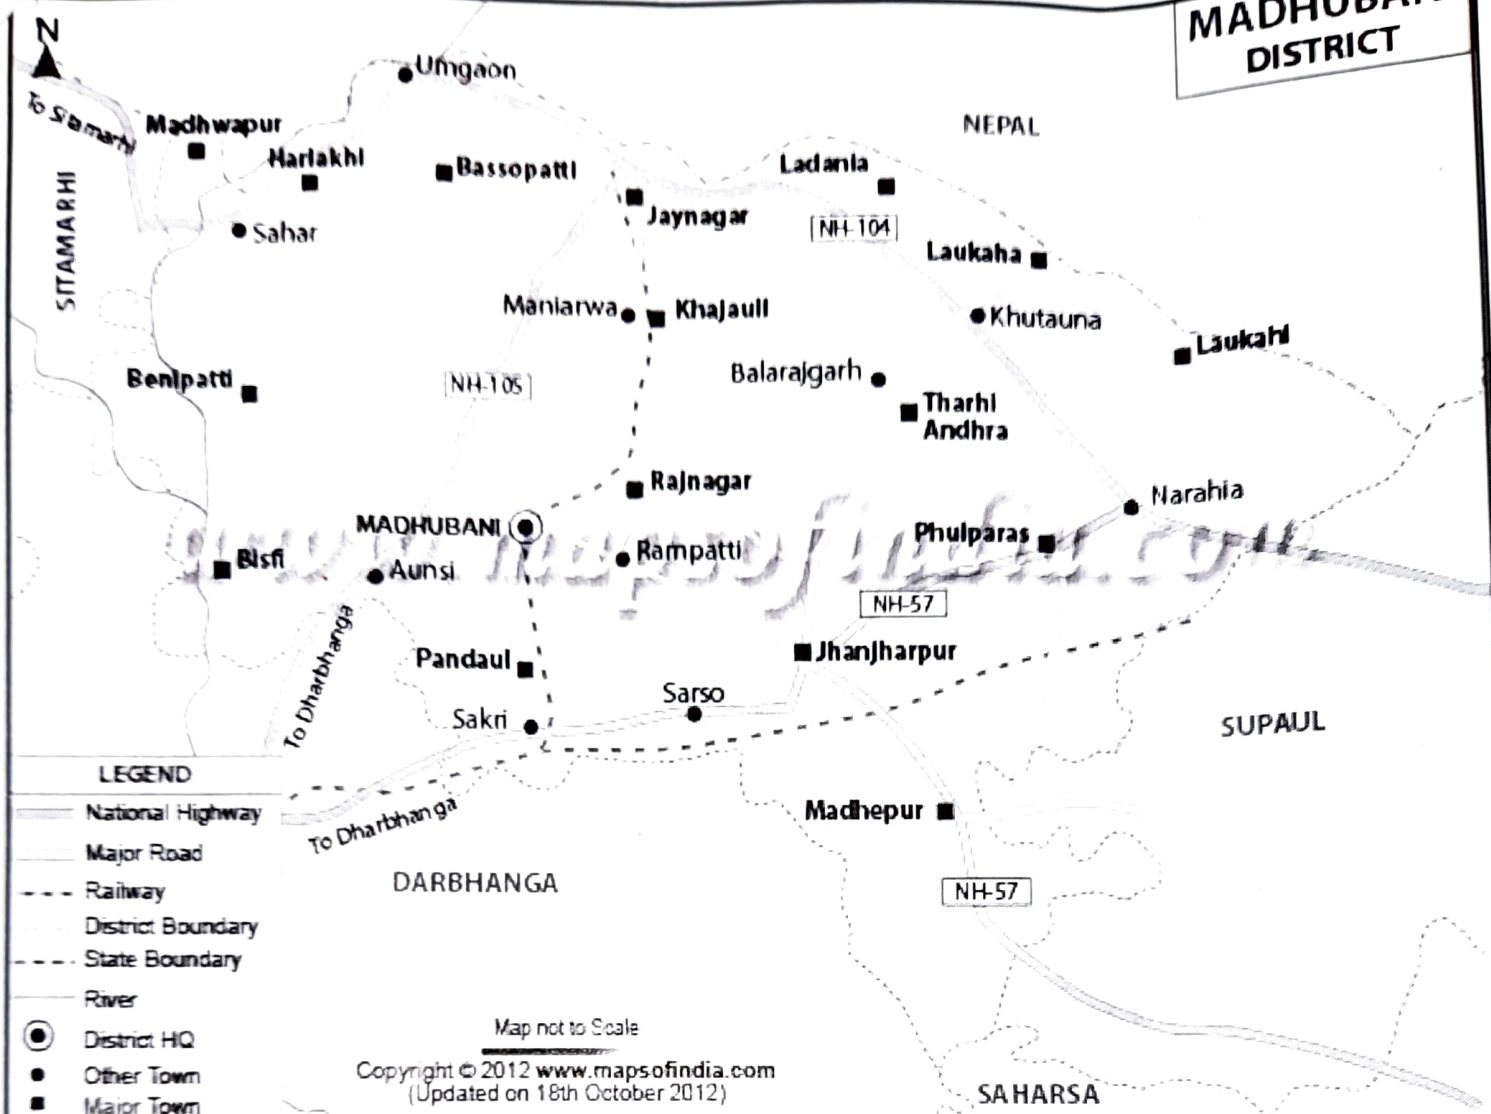 MADHUBANI
DISTRICT
N
Umgaon
To Sitamarhi
Madhwapur
NEPAL
Harlakhi
Bassopatti
Ladania
SITAMARHI
Sahar
Jaynagar
NH-104
Laukaha
Maniarwa
Khajauli
Khutauna
Laukahi
Benipatti
NH-105
Balarajgarh
Tharhi
Andhra
Rajnagar
Narahia
MADHUBANI
Phulparas
www.mapsofindia.com
Bisfi
Aunsi
Rampatti
NH-57
To Dharbhanga
Pandaul
Jhanjharpur
Sarso
Sakri
SUPAUL
LEGEND
National Highway
Major Road
Railway
District Boundary
State Boundary
River
District HQ
Other Town
Major Town
To Dharbhanga
Madhepur
DARBHANGA
NH-57
Map not to Scale
Copyright © 2012 www.mapsofindia.com
(Updated on 18th October 2012)
SAHARSA